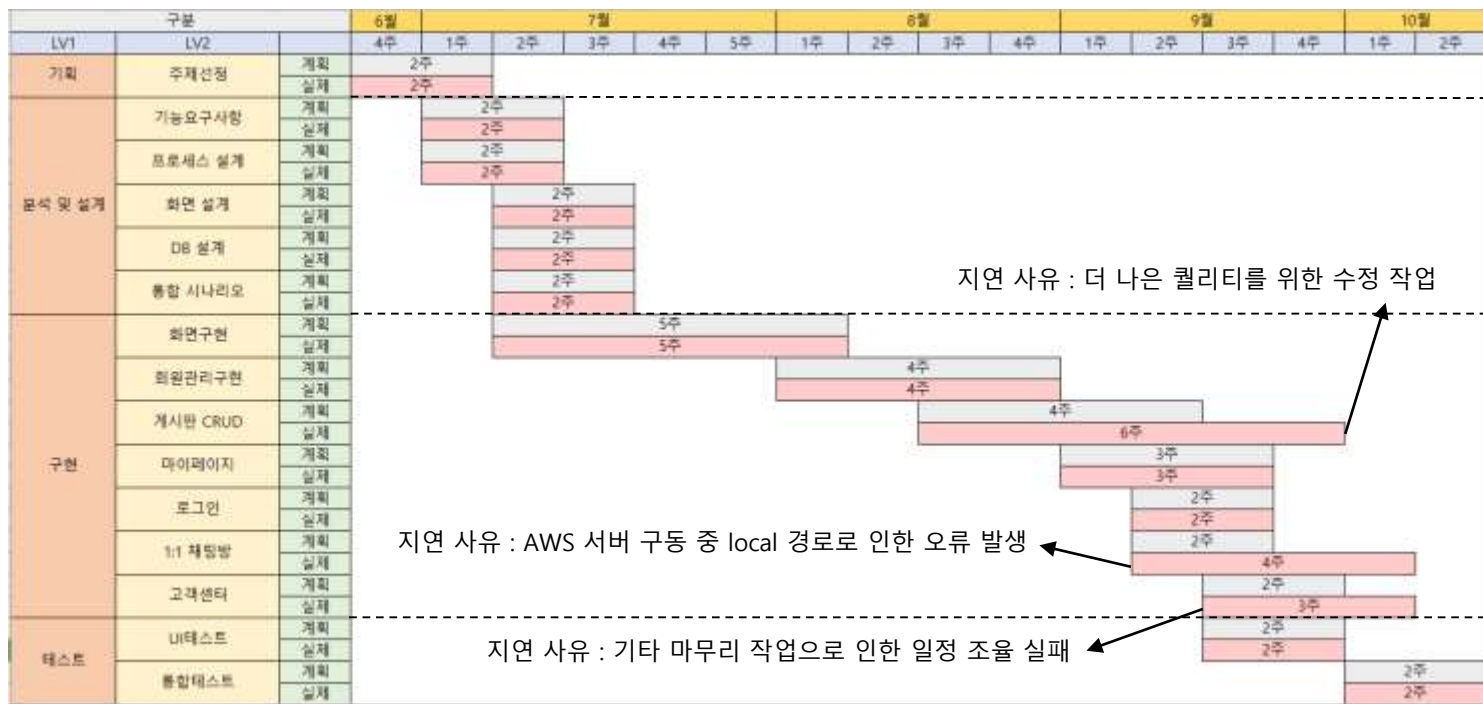 구분 6월 7월 8월 9월 10월
LV1 LV2 4주 1주 2주 3주 4주 5주 1주 2주 3주 4주 1주 2주 3주 4주 1주 2주
기획 주제선정 계획 2주
실제 2주
분석 및 설계 기능요구사항 계획 2주
실제 2주
프로세스 설계 계획 2주
실제 2주
화면 설계 계획 2주
실제 2주
DB 설계 계획 2주
실제 2주
통합 시나리오 계획 2주
실제 2주
지연 사유 : 더 나은 퀄리티를 위한 수정 작업
구현 화면구현 계획 5주
실제 5주
회원관리구현 계획 4주
실제 4주
게시판 CRUD 계획 4주
실제 6주
마이페이지 계획 3주
실제 3주
로그인 계획 2주
실제 2주
1:1 채팅방 계획 2주
실제 4주
지연 사유 : AWS 서버 구동 중 local 경로로 인한 오류 발생
고객센터 계획 2주
실제 3주
테스트 UI테스트 계획 2주
실제 2주
지연 사유 : 기타 마무리 작업으로 인한 일정 조율 실패
통합테스트 계획 2주
실제 2주